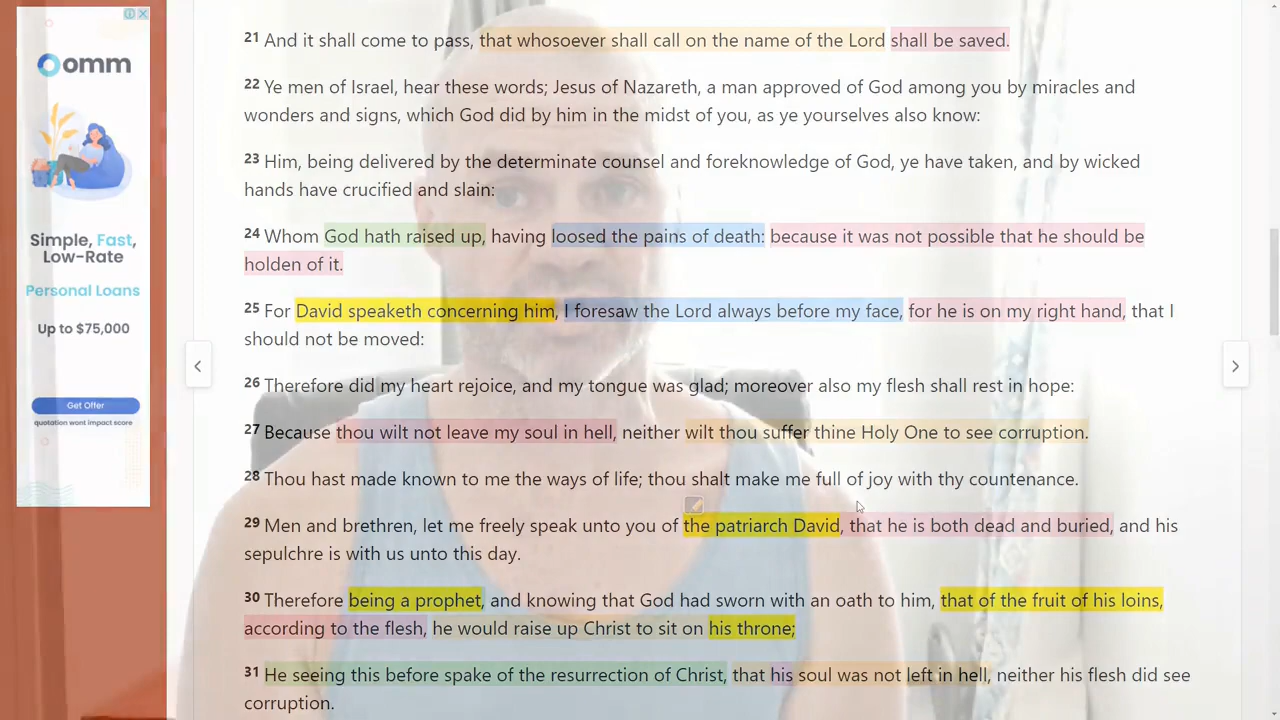 omm
Simple, Fast,
Low-Rate
Personal Loans
Up to $75,000
Get Offer
quotation wont impact score
21 And it shall come to pass, that whosoever shall call on the name of the Lord shall be saved.
22 Ye men of Israel, hear these words; Jesus of Nazareth, a man approved of God among you by miracles and
wonders and signs, which God did by him in the midst of you, as ye yourselves also know:
23 Him, being delivered by the determinate counsel and foreknowledge of God, ye have taken, and by wicked
hands have crucified and slain:
24 Whom God hath raised up, having loosed the pains of death: because it was not possible that he should be
holden of it.
25 For David speaketh concerning him, I foresaw the Lord always before my face, for he is on my right hand, that I
should not be moved:
26 Therefore did my heart rejoice, and my tongue was glad; moreover also my flesh shall rest in hope:
27 Because thou wilt not leave my soul in hell, neither wilt thou suffer thine Holy One to see corruption.
28 Thou hast made known to me the ways of life; thou shalt make me full of joy with thy countenance.
29 Men and brethren, let me freely speak unto you of the patriarch David, that he is both dead and buried, and his
sepulchre is with us unto this day.
30 Therefore being a prophet, and knowing that God had sworn with an oath to him, that of the fruit of his loins,
according to the flesh, he would raise up Christ to sit on his throne;
31 He seeing this before spake of the resurrection of Christ, that his soul was not left in hell, neither his flesh did see
corruption.